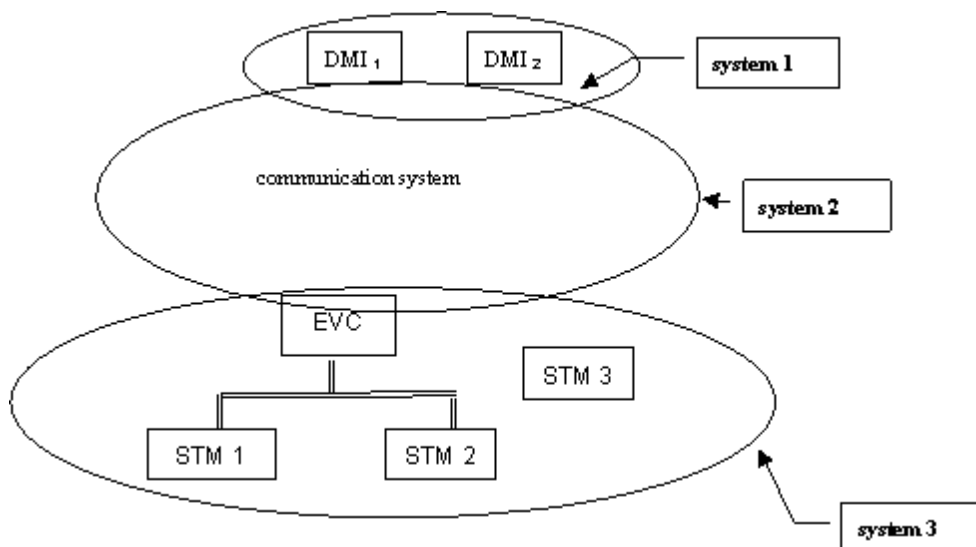 DMI ₁
DMI ₂
system 1
communication system
system 2
EVC
STM 3
STM 1
STM 2
system 3